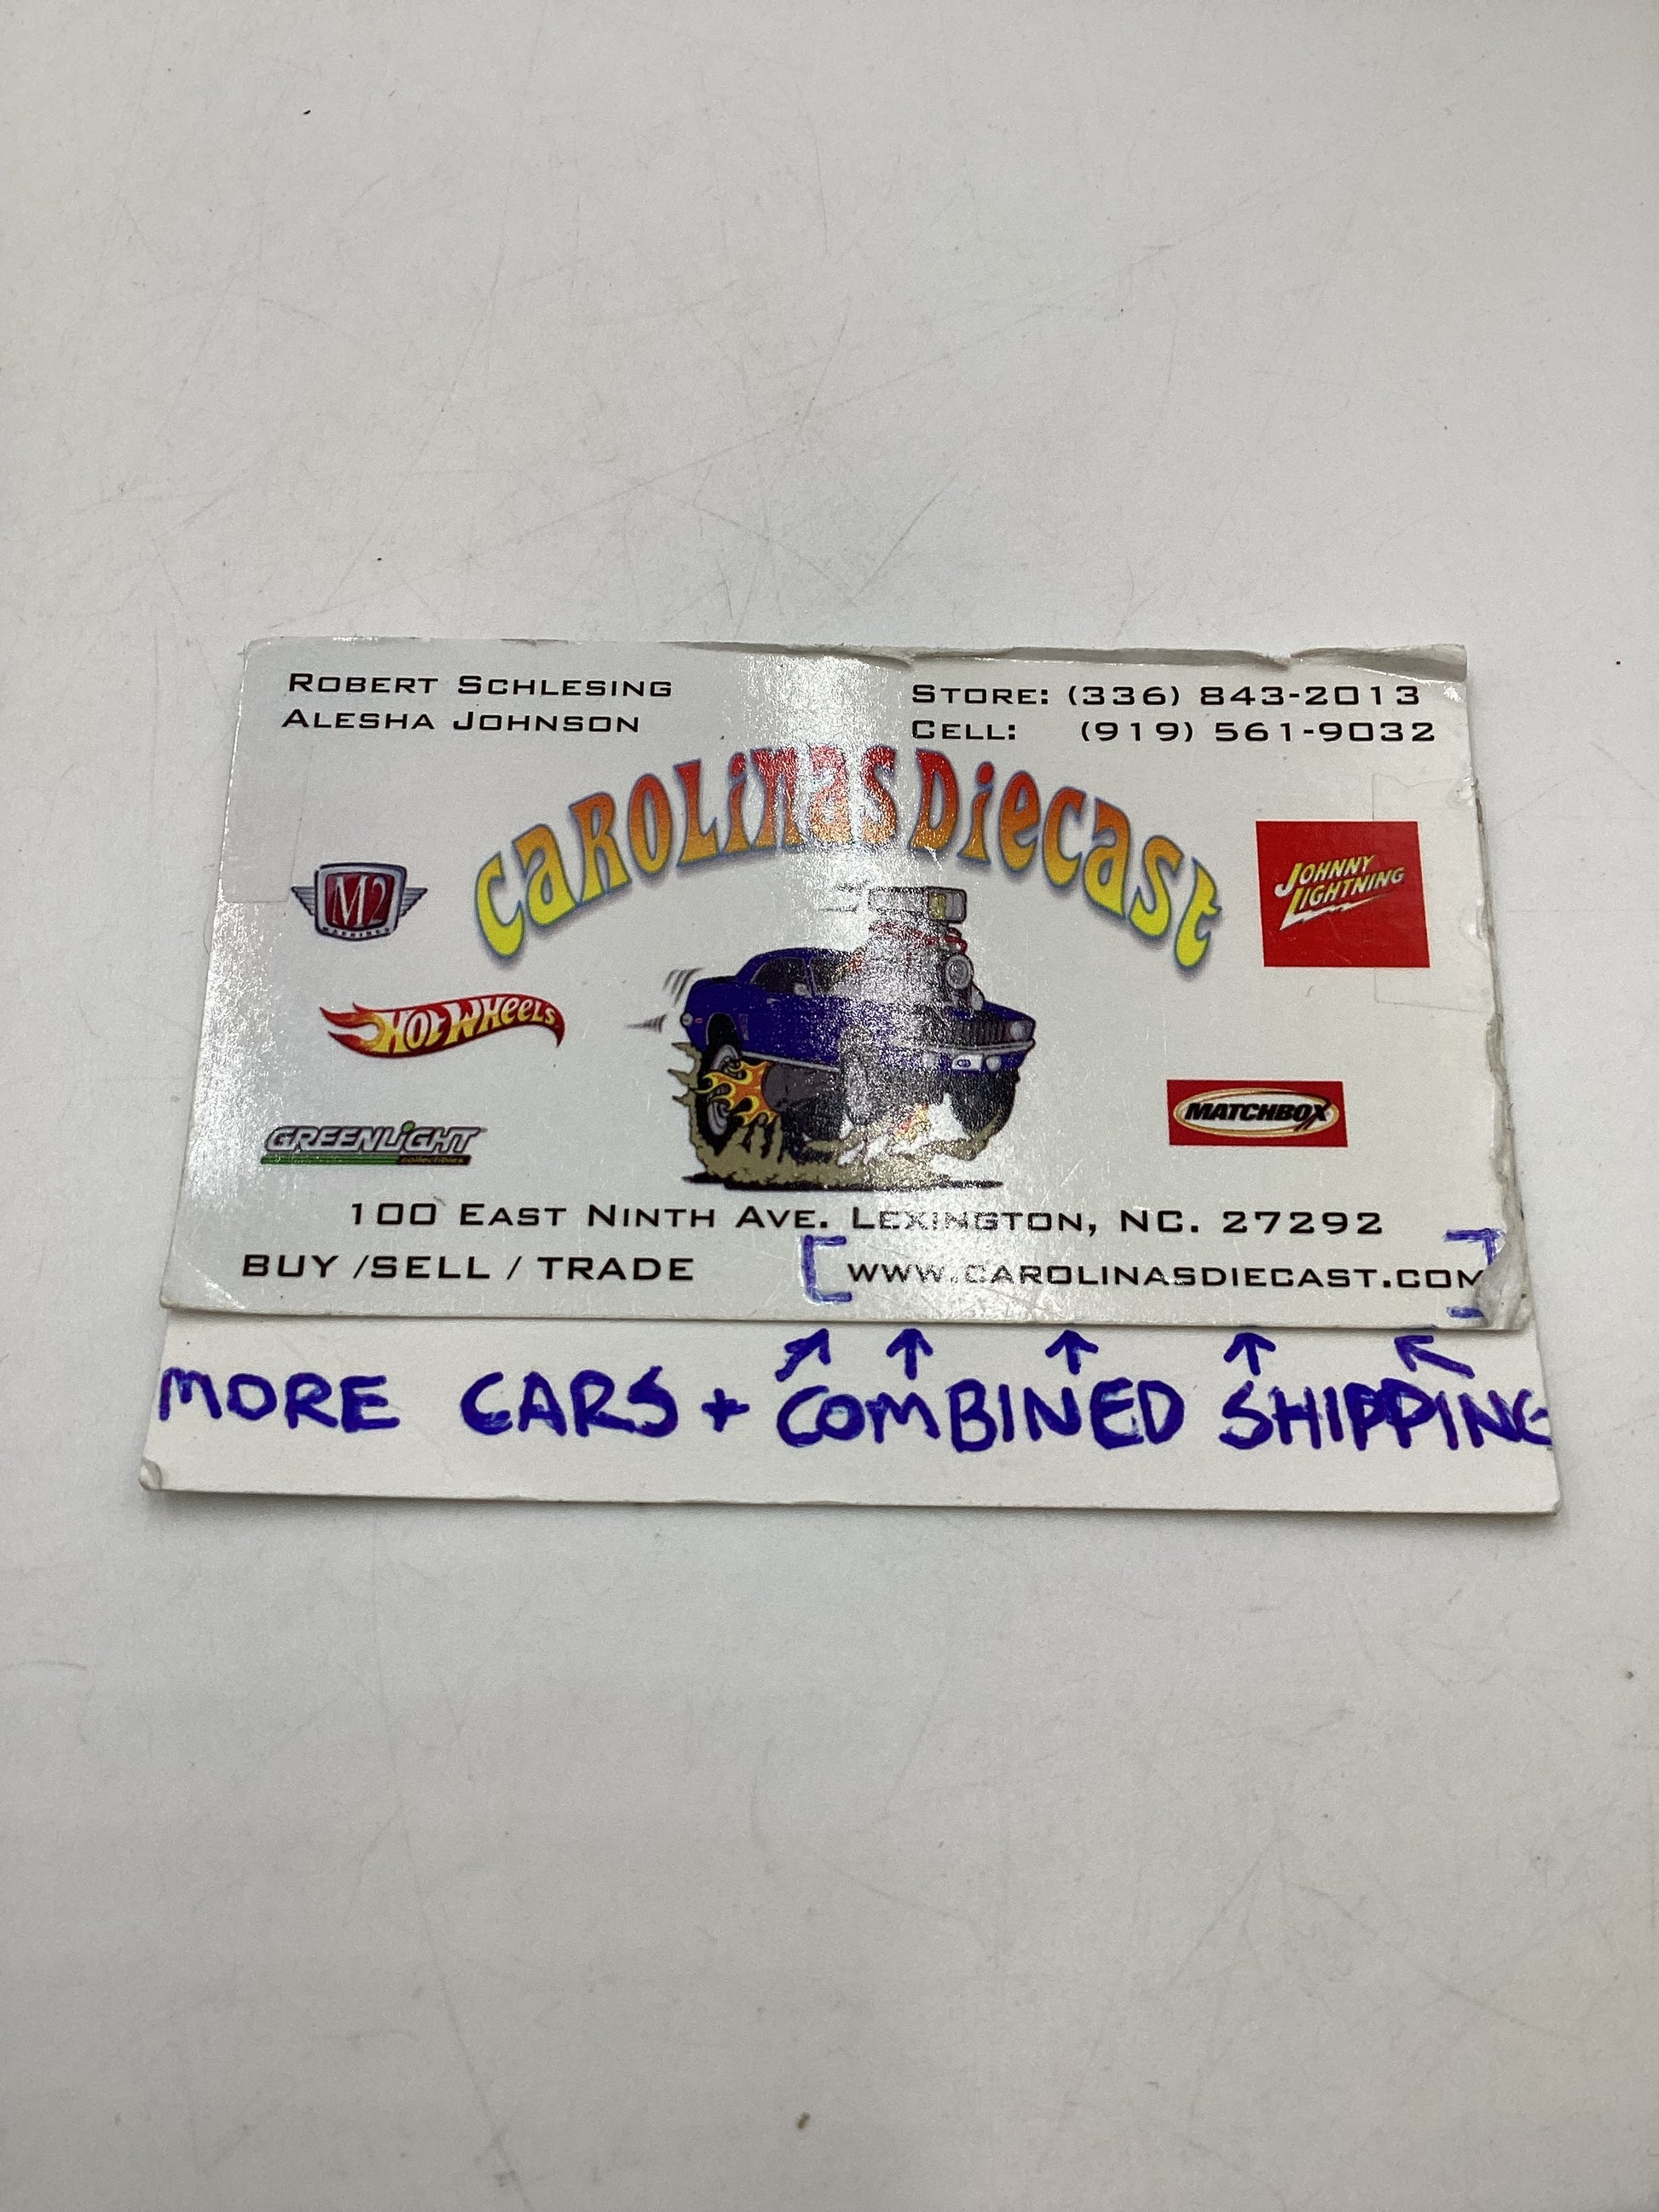 ROBERT SCHLESING
ALESHA JOHNSON
STORE: (336) 843-2013
CELL: (919) 561-9032
CAROLINAS DIECAST
M2
MACHINES
JOHNNY
LIGHTNING
HOT WHEELS
MATCHBOX
GREENLIGHT
collectibles
100 EAST NINTH AVE. LEXINGTON, NC. 27292
BUY /SELL / TRADE
[WWW.CAROLINASDIECAST.COM]
↗ ↑ ↑ ↑ ↖
MORE CARS + COMBINED SHIPPING